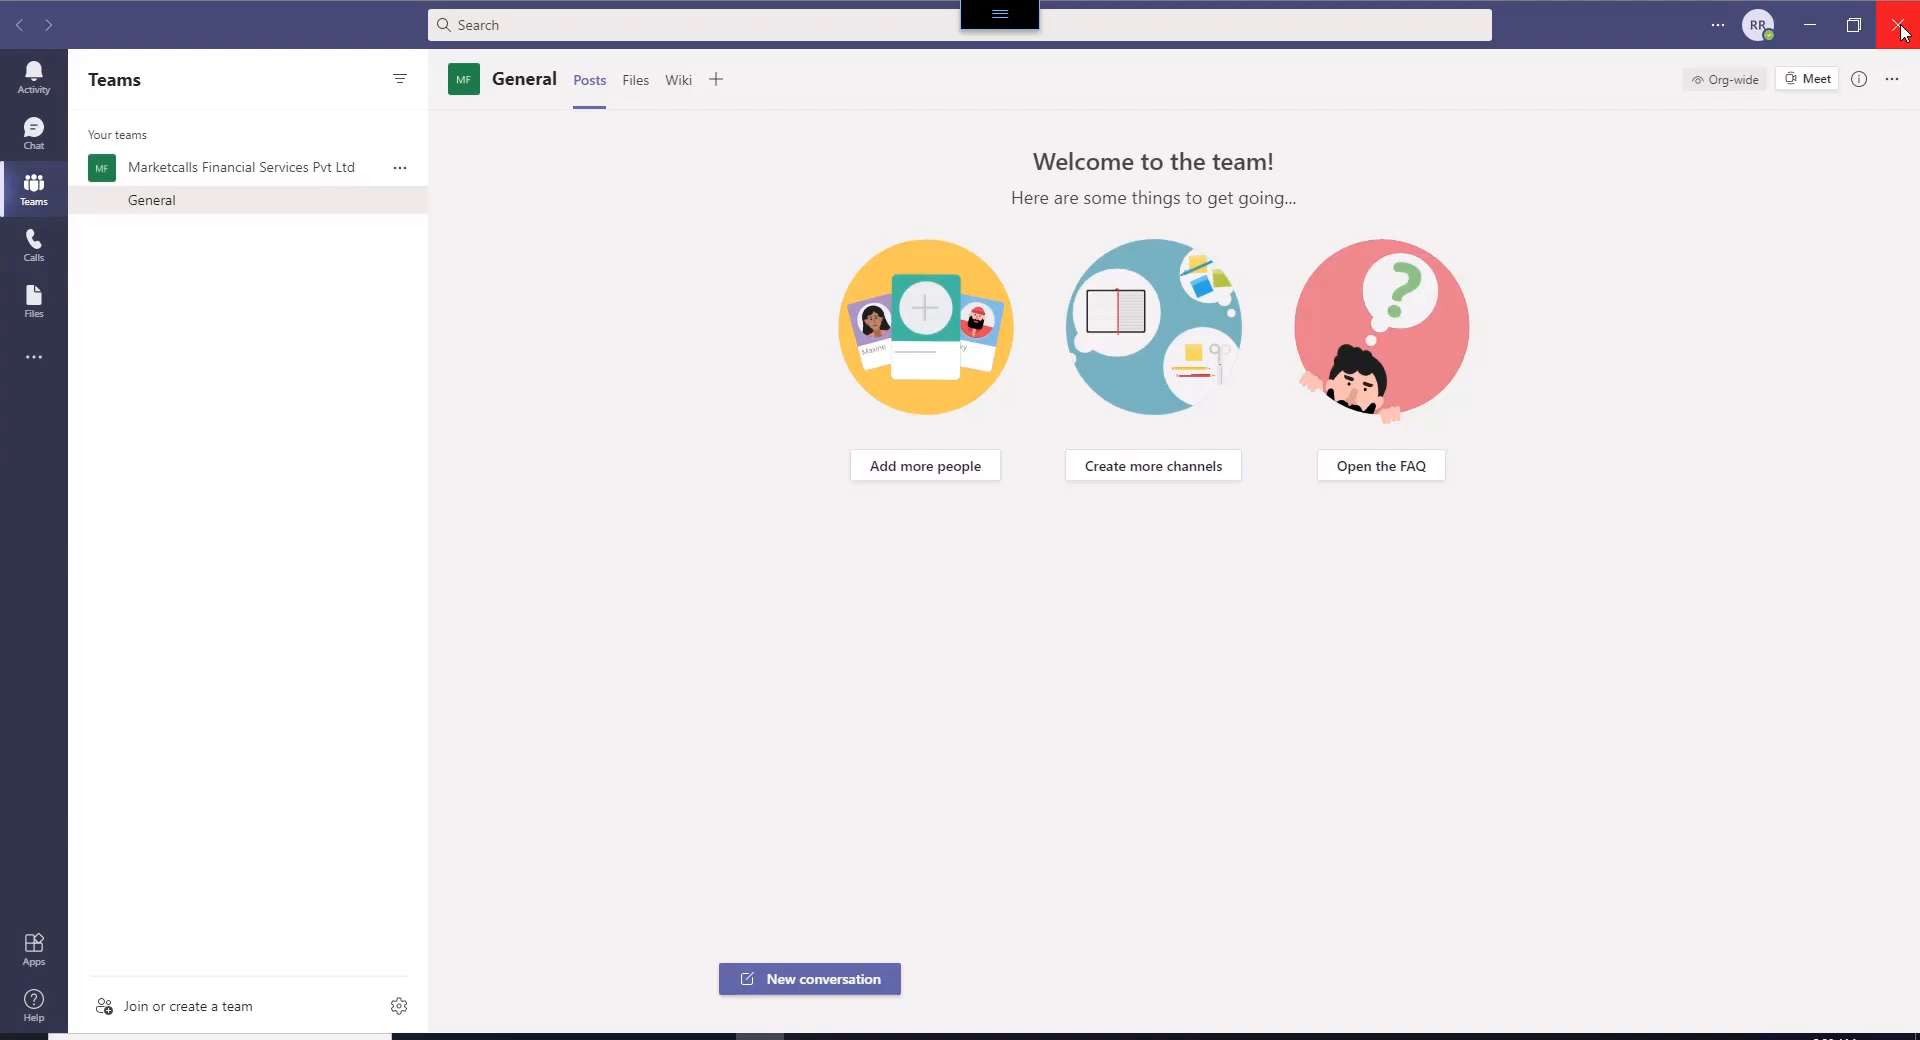 Search
RR
Activity
Chat
Teams
Calls
Files
Apps
Help
Teams
Your teams
MF Marketcalls Financial Services Pvt Ltd
General
Join or create a team
MF General Posts Files Wiki
Org-wide Meet
Welcome to the team!
Here are some things to get going...
Maxine
Add more people
Create more channels
Open the FAQ
New conversation